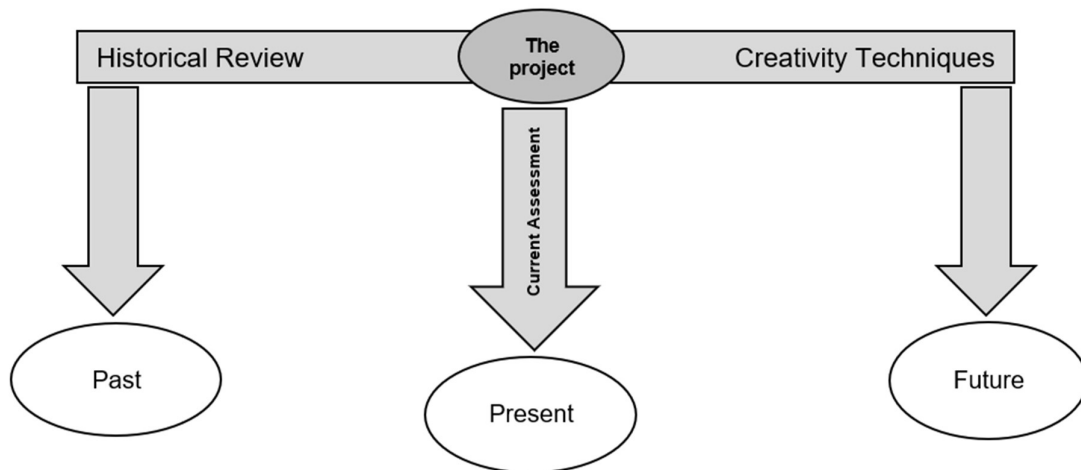 Historical Review
The
project
Creativity Techniques
Current Assessment
Past
Present
Future